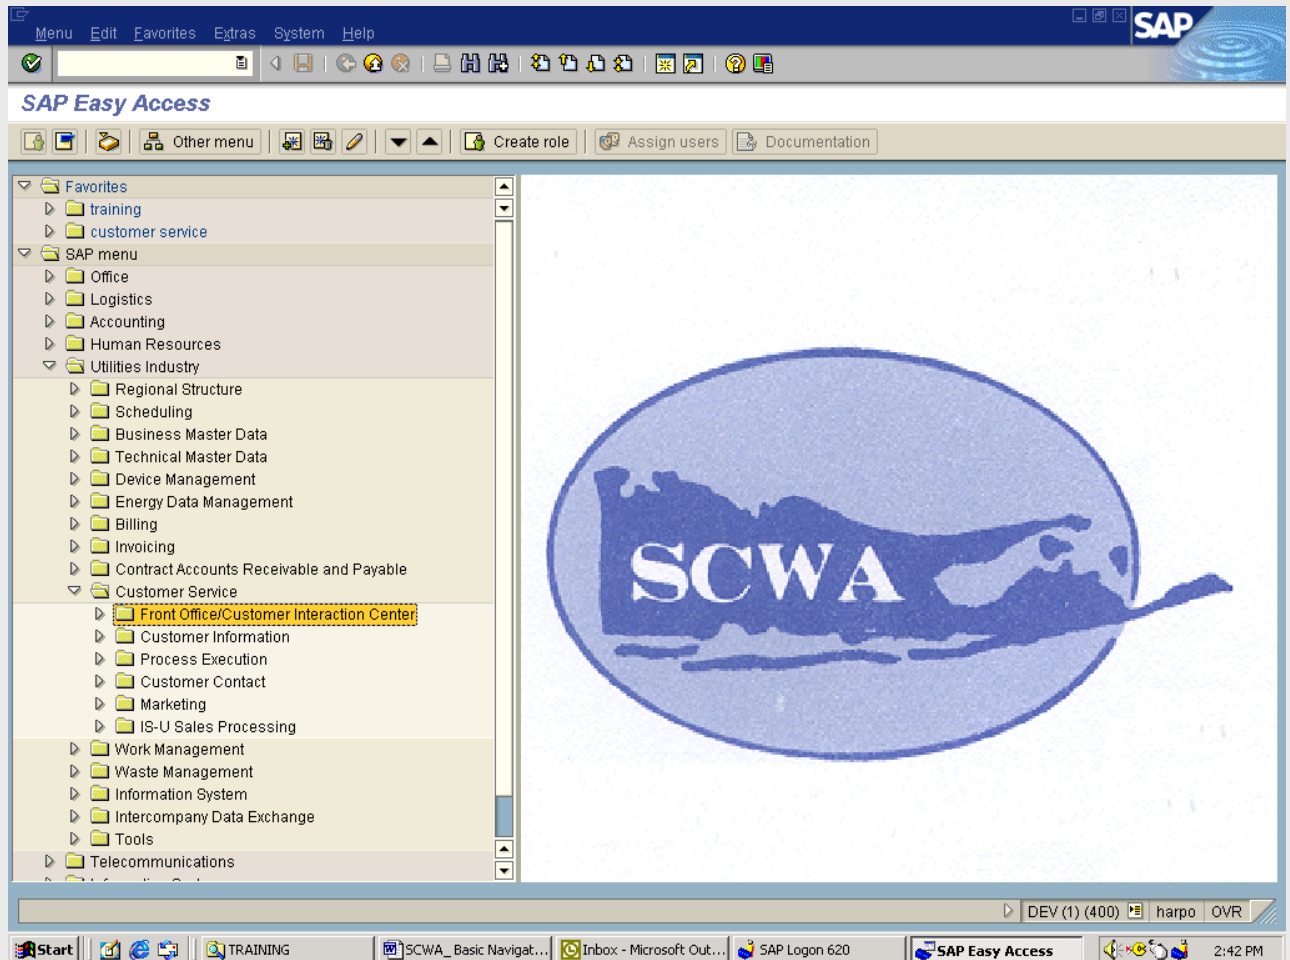 Menu Edit Favorites Extras System Help
SAP
SAP Easy Access
Other menu Create role Assign users Documentation
Favorites
training
customer service
SAP menu
Office
Logistics
Accounting
Human Resources
Utilities Industry
Regional Structure
Scheduling
Business Master Data
Technical Master Data
Device Management
Energy Data Management
Billing
Invoicing
Contract Accounts Receivable and Payable
Customer Service
Front Office/Customer Interaction Center
Customer Information
Process Execution
Customer Contact
Marketing
IS-U Sales Processing
Work Management
Waste Management
Information System
Intercompany Data Exchange
Tools
Telecommunications
SCWA
DEV (1) (400) harpo OVR
Start TRAINING SCWA_ Basic Navigat... Inbox - Microsoft Out... SAP Logon 620 SAP Easy Access 2:42 PM